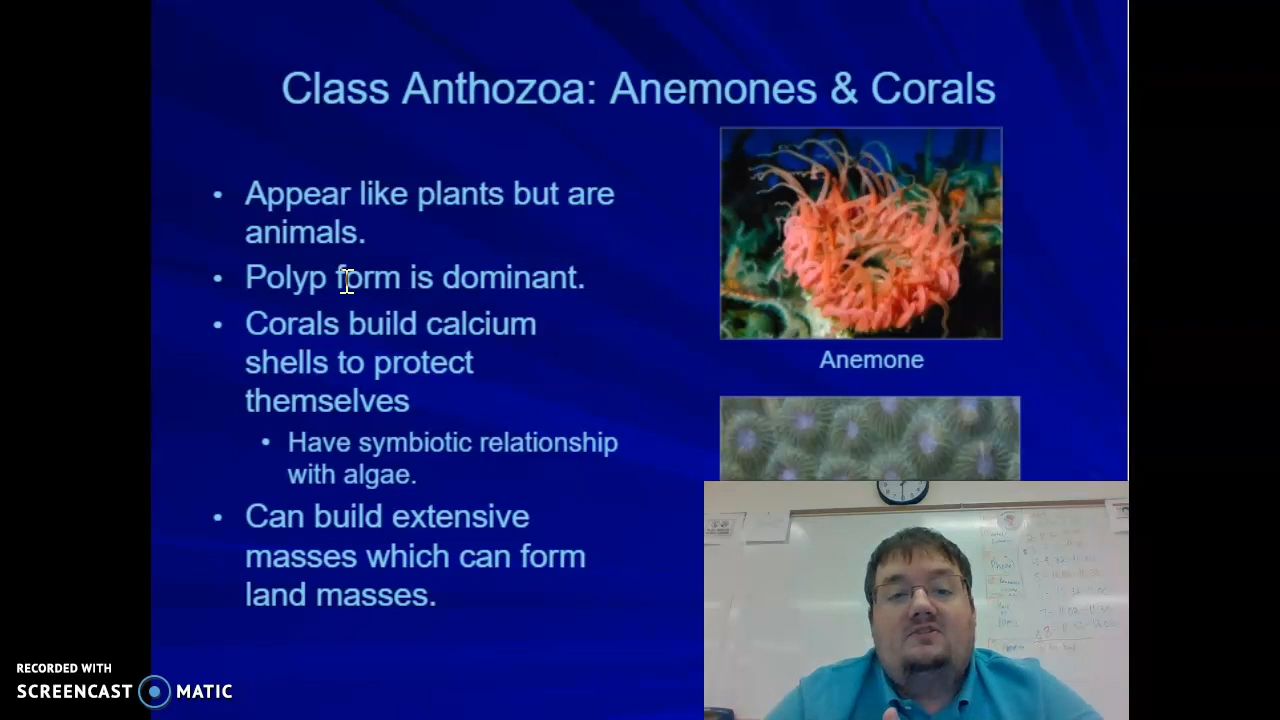 Class Anthozoa: Anemones & Corals
• Appear like plants but are
animals.
• Polyp form is dominant.
• Corals build calcium
shells to protect
themselves
• Have symbiotic relationship
with algae.
• Can build extensive
masses which can form
land masses.
Anemone
RECORDED WITH
SCREENCAST MATIC